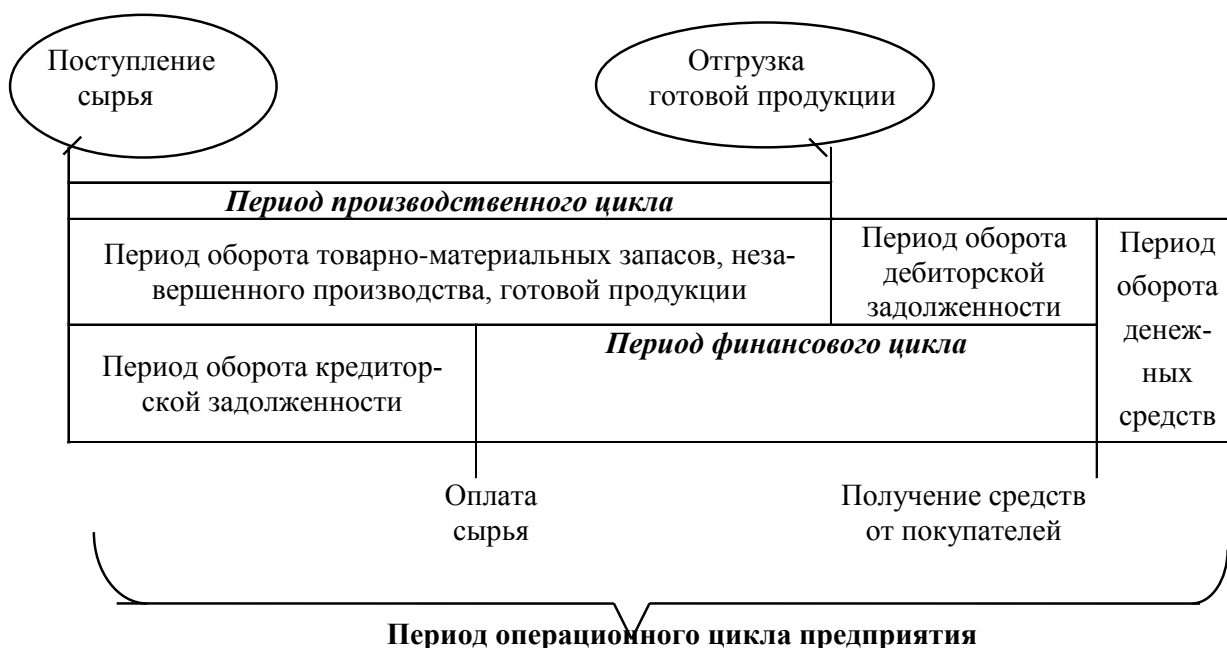 Поступление
сырья
Отгрузка
готовой продукции
Период производственного цикла
Период оборота товарно-материальных запасов, неза-
вершенного производства, готовой продукции
Период оборота
дебиторской
задолженности
Период
оборота
денеж-
ных
средств
Период оборота кредитор-
ской задолженности
Период финансового цикла
Оплата
сырья
Получение средств
от покупателей
Период операционного цикла предприятия